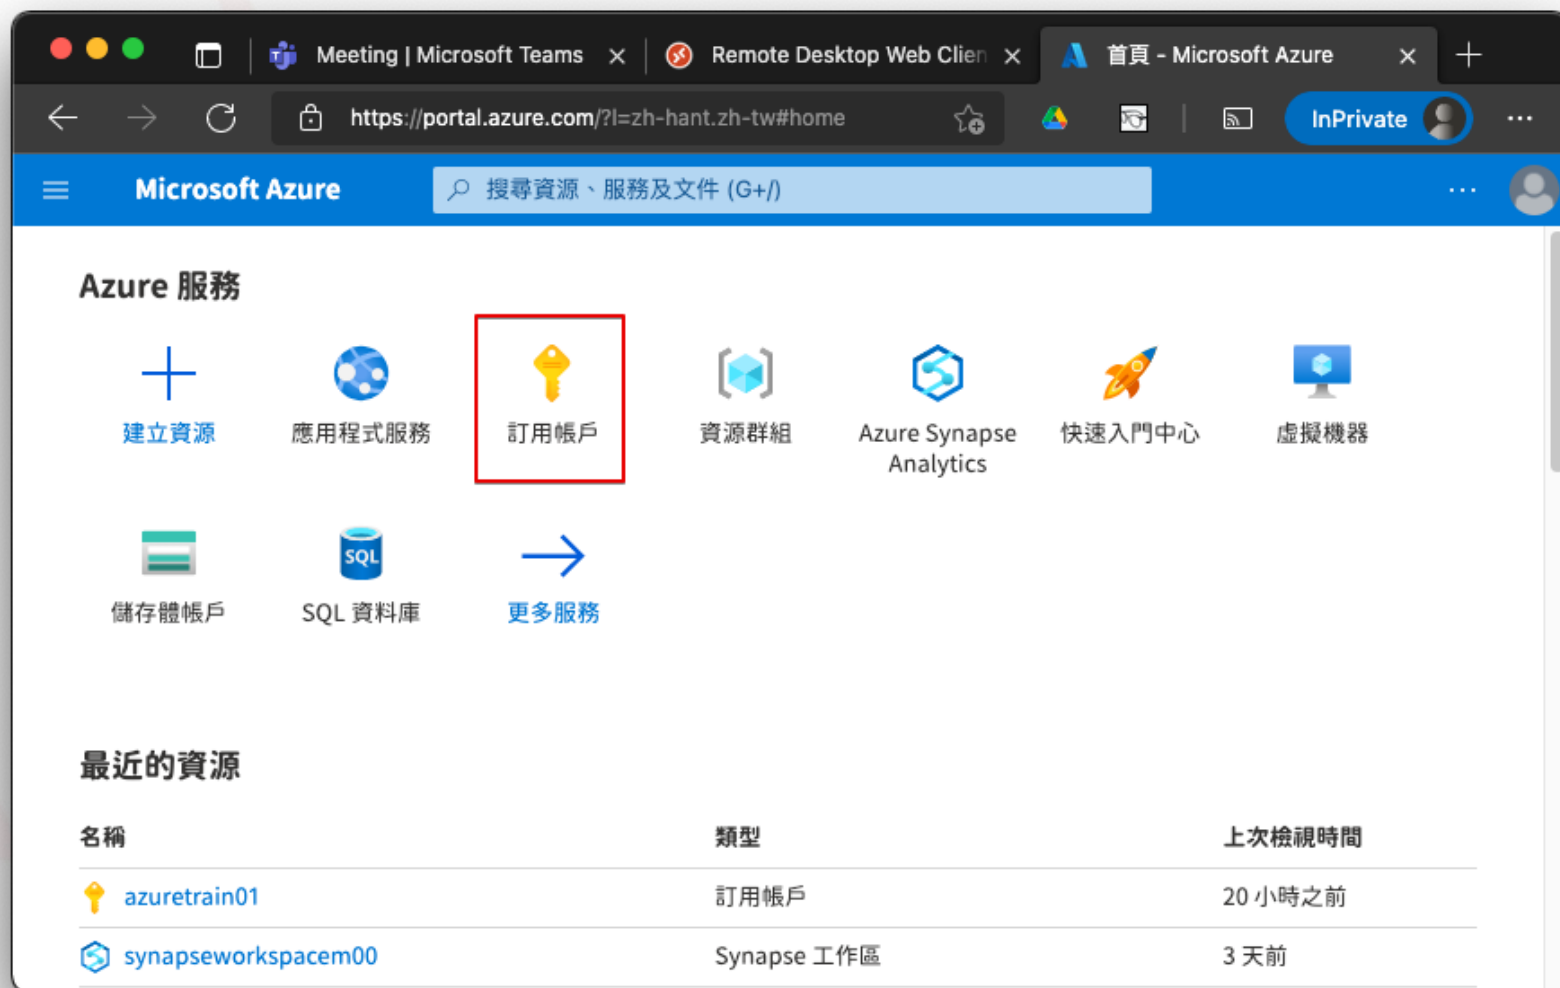 Meeting | Microsoft Teams
Remote Desktop Web Clien
首頁 - Microsoft Azure
https://portal.azure.com/?l=zh-hant.zh-tw#home
InPrivate
Microsoft Azure
搜尋資源、服務及文件 (G+/)
Azure 服務
建立資源
應用程式服務
訂用帳戶
資源群組
Azure Synapse
Analytics
快速入門中心
虛擬機器
儲存體帳戶
SQL
SQL 資料庫
更多服務
最近的資源
名稱 類型 上次檢視時間
azuretrain01 訂用帳戶 20 小時之前
synapseworkspacem00 Synapse 工作區 3 天前